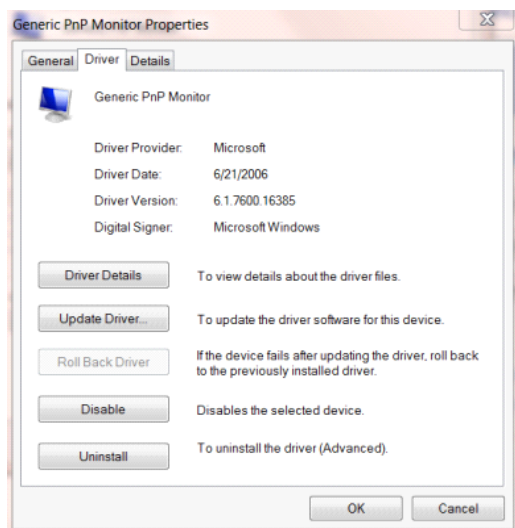 Generic PnP Monitor Properties
General Driver Details
Generic PnP Monitor
Driver Provider: Microsoft
Driver Date: 6/21/2006
Driver Version: 6.1.7600.16385
Digital Signer: Microsoft Windows
Driver Details To view details about the driver files.
Update Driver... To update the driver software for this device.
Roll Back Driver If the device fails after updating the driver, roll back
to the previously installed driver.
Disable Disables the selected device.
Uninstall To uninstall the driver (Advanced).
OK Cancel